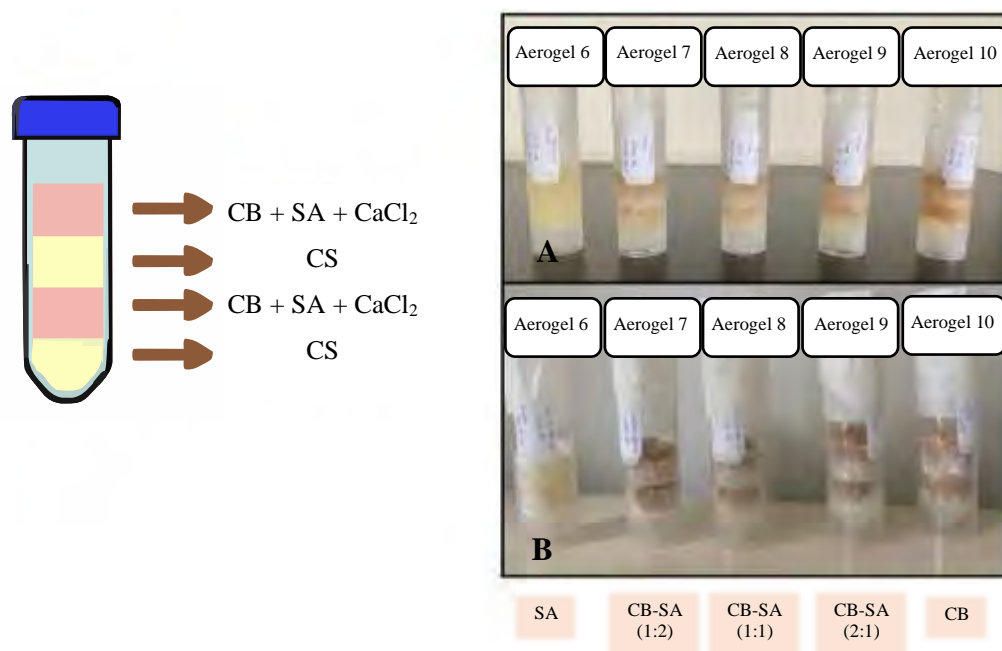 CB + SA + CaCl₂
CS
CB + SA + CaCl₂
CS
Aerogel 6 Aerogel 7 Aerogel 8 Aerogel 9 Aerogel 10
A
Aerogel 6 Aerogel 7 Aerogel 8 Aerogel 9 Aerogel 10
B
SA CB-SA CB-SA CB-SA CB
(1:2) (1:1) (2:1)